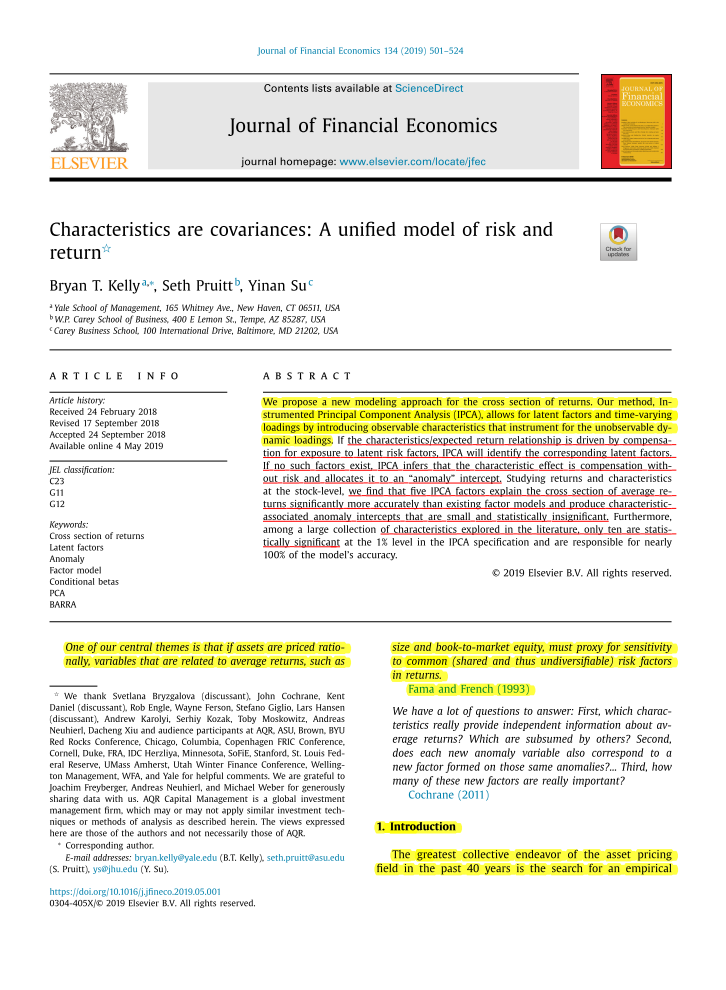 Journal of Financial Economics 134 (2019) 501–524
Contents lists available at ScienceDirect
Journal of Financial Economics
journal homepage: www.elsevier.com/locate/jfec
ELSEVIER
JOURNAL OF
Financial
ECONOMICS
Characteristics are covariances: A unified model of risk and
return☆
Check for
updates
Bryan T. Kelly a,∗, Seth Pruitt b, Yinan Su c
a Yale School of Management, 165 Whitney Ave., New Haven, CT 06511, USA
b W.P. Carey School of Business, 400 E Lemon St., Tempe, AZ 85287, USA
c Carey Business School, 100 International Drive, Baltimore, MD 21202, USA
ARTICLE INFO
Article history:
Received 24 February 2018
Revised 17 September 2018
Accepted 24 September 2018
Available online 4 May 2019
JEL classification:
C23
G11
G12
Keywords:
Cross section of returns
Latent factors
Anomaly
Factor model
Conditional betas
PCA
BARRA
ABSTRACT
We propose a new modeling approach for the cross section of returns. Our method, In-
strumented Principal Component Analysis (IPCA), allows for latent factors and time-varying
loadings by introducing observable characteristics that instrument for the unobservable dy-
namic loadings. If the characteristics/expected return relationship is driven by compensa-
tion for exposure to latent risk factors, IPCA will identify the corresponding latent factors.
If no such factors exist, IPCA infers that the characteristic effect is compensation with-
out risk and allocates it to an “anomaly” intercept. Studying returns and characteristics
at the stock-level, we find that five IPCA factors explain the cross section of average re-
turns significantly more accurately than existing factor models and produce characteristic-
associated anomaly intercepts that are small and statistically insignificant. Furthermore,
among a large collection of characteristics explored in the literature, only ten are statis-
tically significant at the 1% level in the IPCA specification and are responsible for nearly
100% of the model’s accuracy.
© 2019 Elsevier B.V. All rights reserved.
One of our central themes is that if assets are priced ratio-
nally, variables that are related to average returns, such as
☆ We thank Svetlana Bryzgalova (discussant), John Cochrane, Kent
Daniel (discussant), Rob Engle, Wayne Ferson, Stefano Giglio, Lars Hansen
(discussant), Andrew Karolyi, Serhiy Kozak, Toby Moskowitz, Andreas
Neuhierl, Dacheng Xiu and audience participants at AQR, ASU, Brown, BYU
Red Rocks Conference, Chicago, Columbia, Copenhagen FRIC Conference,
Cornell, Duke, FRA, IDC Herzliya, Minnesota, SoFiE, Stanford, St. Louis Fed-
eral Reserve, UMass Amherst, Utah Winter Finance Conference, Welling-
ton Management, WFA, and Yale for helpful comments. We are grateful to
Joachim Freyberger, Andreas Neuhierl, and Michael Weber for generously
sharing data with us. AQR Capital Management is a global investment
management firm, which may or may not apply similar investment tech-
niques or methods of analysis as described herein. The views expressed
here are those of the authors and not necessarily those of AQR.
∗ Corresponding author.
E-mail addresses: bryan.kelly@yale.edu (B.T. Kelly), seth.pruitt@asu.edu
(S. Pruitt), ys@jhu.edu (Y. Su).
size and book-to-market equity, must proxy for sensitivity
to common (shared and thus undiversifiable) risk factors
in returns.
Fama and French (1993)
We have a lot of questions to answer: First, which charac-
teristics really provide independent information about av-
erage returns? Which are subsumed by others? Second,
does each new anomaly variable also correspond to a
new factor formed on those same anomalies?... Third, how
many of these new factors are really important?
Cochrane (2011)
1. Introduction
The greatest collective endeavor of the asset pricing
field in the past 40 years is the search for an empirical
https://doi.org/10.1016/j.jfineco.2019.05.001
0304-405X/© 2019 Elsevier B.V. All rights reserved.